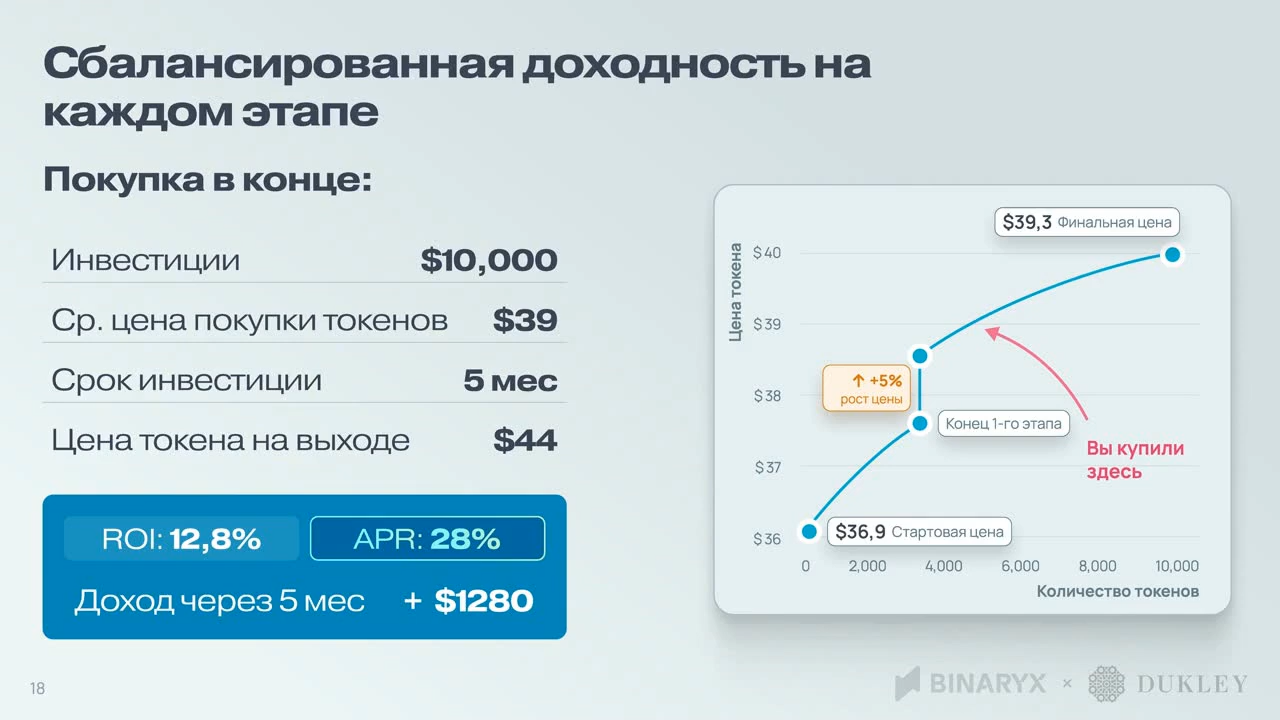 Сбалансированная доходность на
каждом этапе
Покупка в конце:
Инвестиции $10,000
Ср. цена покупки токенов $39
Срок инвестиции 5 мес
Цена токена на выходе $44
ROI: 12,8% APR: 28%
Доход через 5 мес + $1280
$39,3 Финальная цена
Цена токена
$40
$39
$38
$37
$36
↑ +5%
рост цены
Конец 1-го этапа
Вы купили
здесь
$36,9 Стартовая цена
0 2,000 4,000 6,000 8,000 10,000
Количество токенов
18
BINARYX × DUKLEY